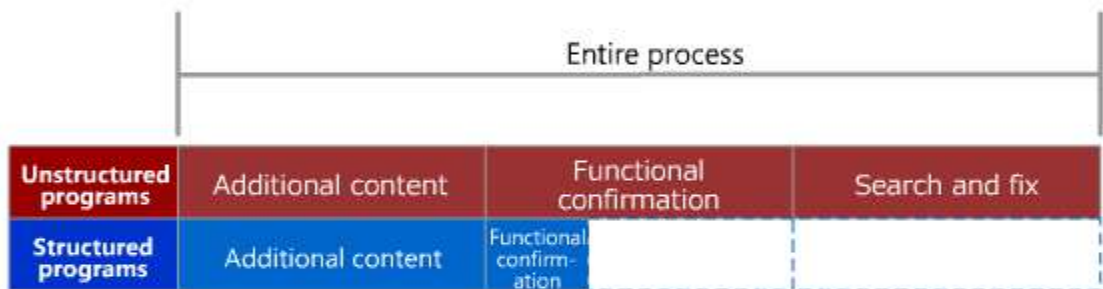 Entire process
Unstructured
programs
Additional content
Functional
confirmation
Search and fix
Structured
programs
Additional content
Functional
confirm-
ation